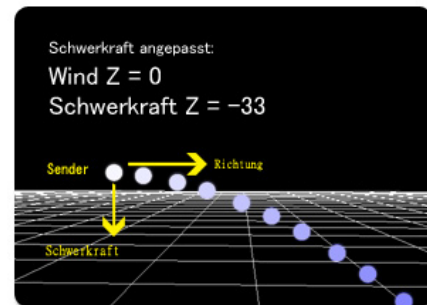 Schwerkraft angepasst:
Wind Z = 0
Schwerkraft Z = −33
Sender
Richtung
Schwerkraft